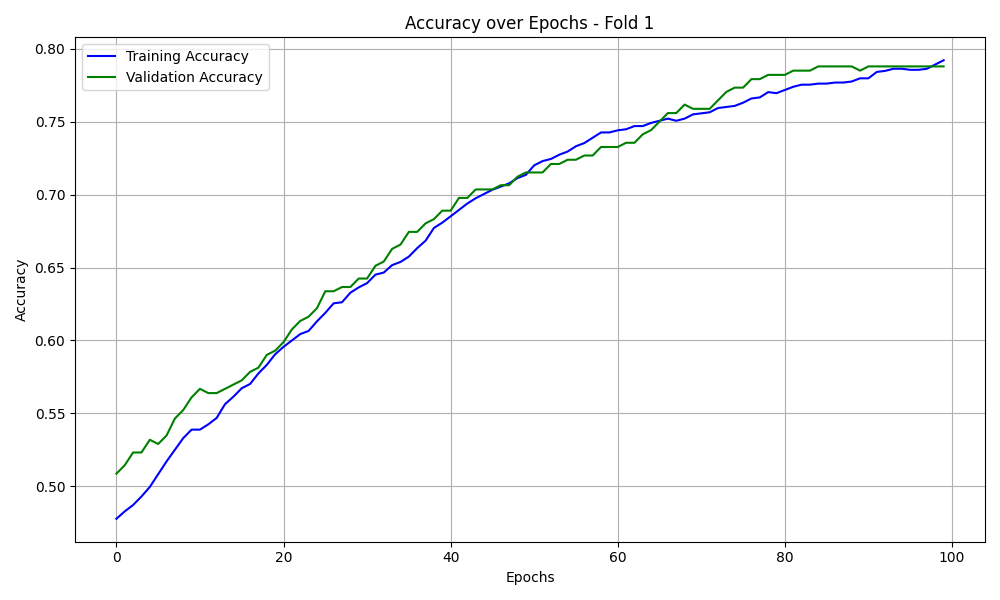 Accuracy over Epochs - Fold 1
Training Accuracy
Validation Accuracy
Accuracy
0.80
0.75
0.70
0.65
0.60
0.55
0.50
0 20 40 60 80 100
Epochs